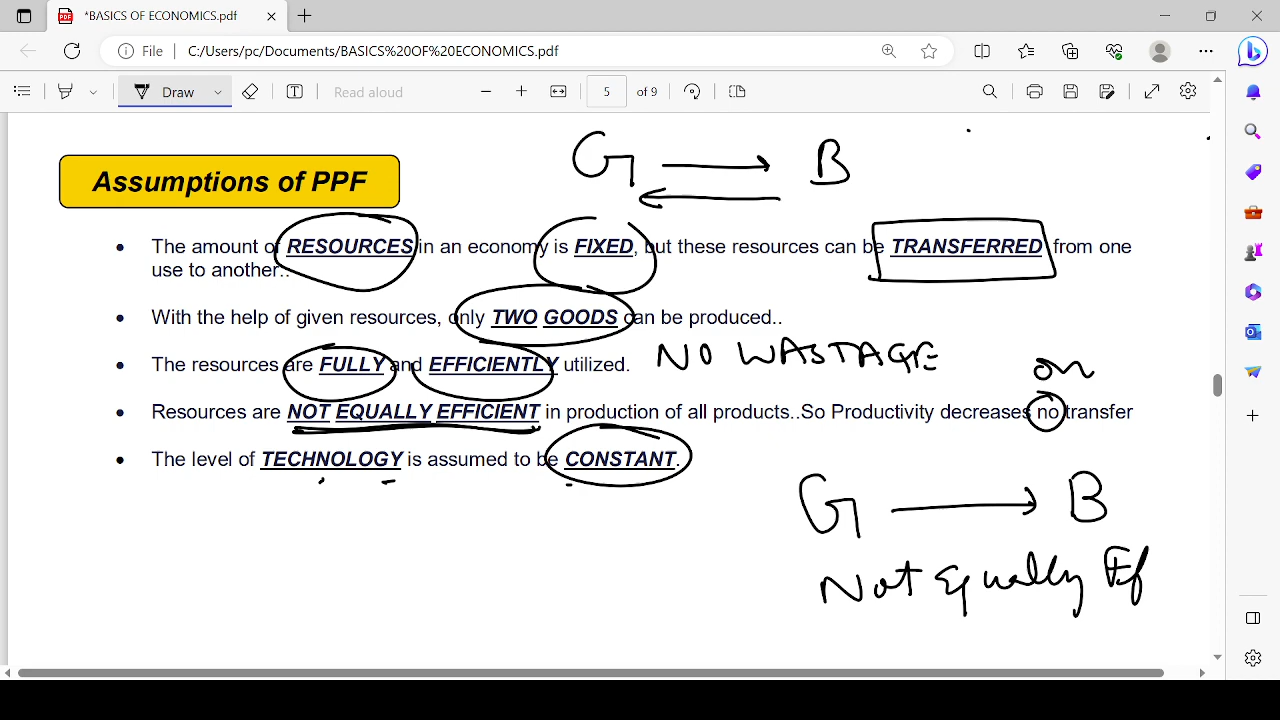 *BASICS OF ECONOMICS.pdf
File C:/Users/pc/Documents/BASICS%20OF%20ECONOMICS.pdf
Draw Read aloud 5 of 9
G B
Assumptions of PPF
• The amount of RESOURCES in an economy is FIXED, but these resources can be TRANSFERRED from one
use to another..
• With the help of given resources, only TWO GOODS can be produced..
• The resources are FULLY and EFFICIENTLY utilized. NO WASTAGE
on
• Resources are NOT EQUALLY EFFICIENT in production of all products..So Productivity decreases no transfer
• The level of TECHNOLOGY is assumed to be CONSTANT.
G B
Not Equally Ef